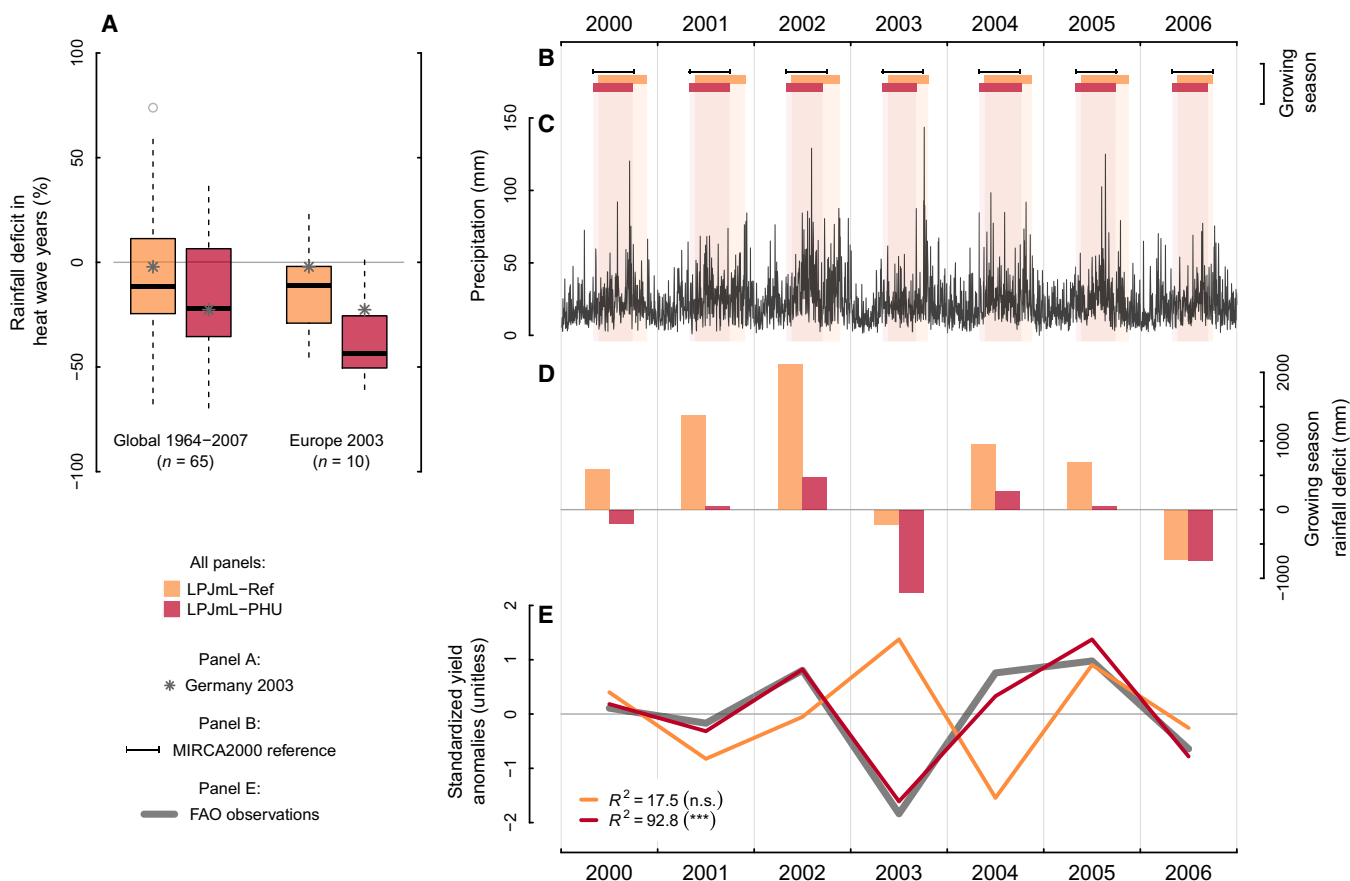 A
100
50
0
−50
−100
Rainfall deficit in
heat wave years (%)
Global 1964−2007
(n = 65)
Europe 2003
(n = 10)
All panels:
LPJmL−Ref
LPJmL−PHU
Panel A:
Germany 2003
Panel B:
MIRCA2000 reference
Panel E:
FAO observations
2000 2001 2002 2003 2004 2005 2006
B
Growing
season
C
150
100
50
0
Precipitation (mm)
D
2000
1000
0
−1000
Growing season
rainfall deficit (mm)
E
2
1
0
−1
−2
Standardized yield
anomalies (unitless)
R² = 17.5 (n.s.)
R² = 92.8 (***)
2000 2001 2002 2003 2004 2005 2006